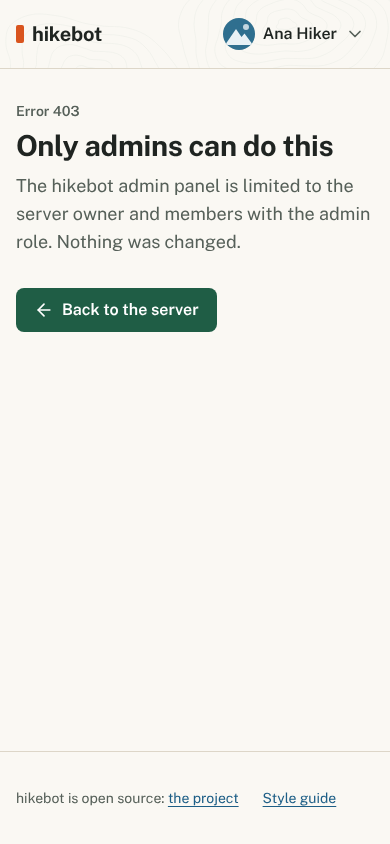 hikebot
Ana Hiker
Error 403
Only admins can do this
The hikebot admin panel is limited to the
server owner and members with the admin
role. Nothing was changed.
Back to the server
hikebot is open source: the project
Style guide